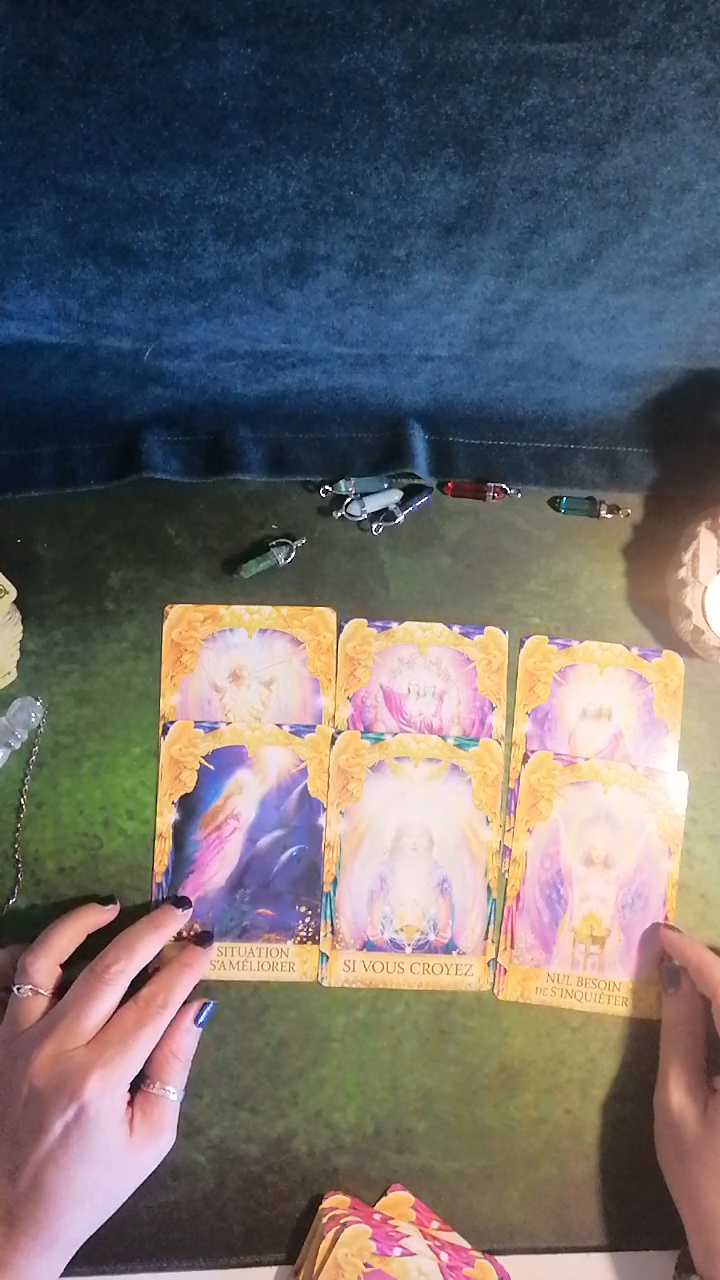 SITUATION
S'AMÉLIORER
SI VOUS CROYEZ
NUL BESOIN
DE S'INQUIÉTER